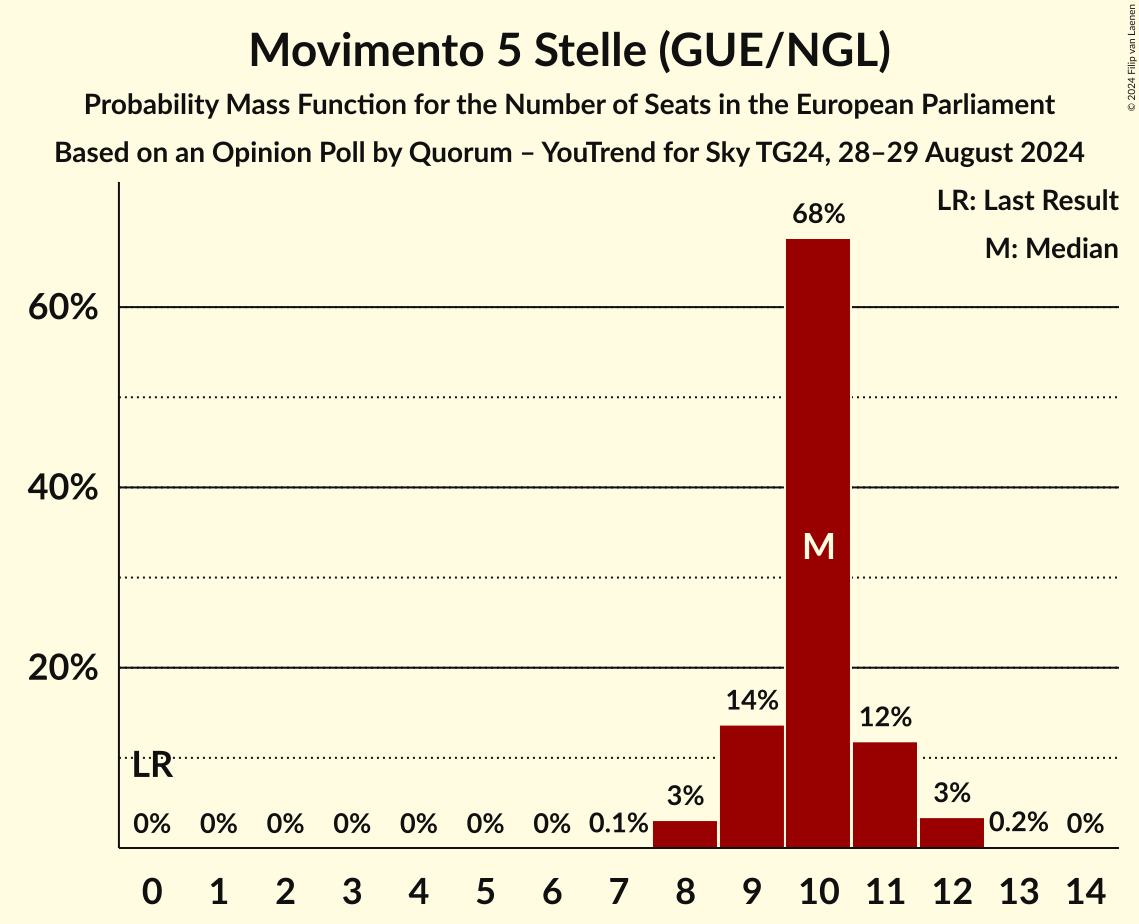 Movimento 5 Stelle (GUE/NGL)
Probability Mass Function for the Number of Seats in the European Parliament
Based on an Opinion Poll by Quorum – YouTrend for Sky TG24, 28–29 August 2024
© 2024 Filip van Laenen
LR: Last Result
M: Median
68%
60%
40%
M
20%
14%
12%
LR
3%
3%
0% 0% 0% 0% 0% 0% 0% 0.1% 0.2% 0%
0 1 2 3 4 5 6 7 8 9 10 11 12 13 14